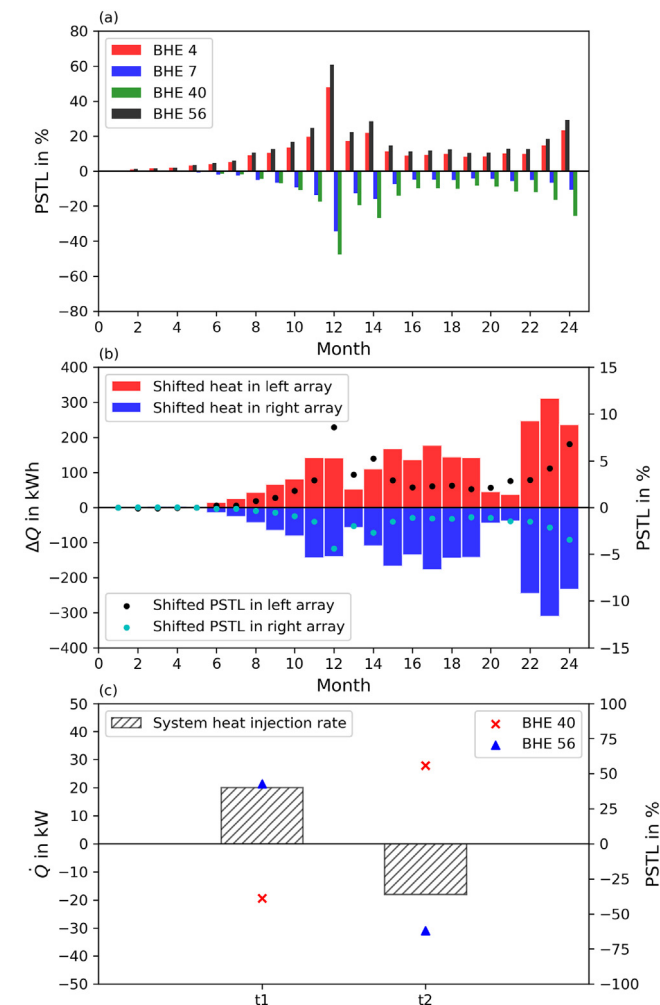 (a)
80
60
40
20
0
−20
−40
−60
−80
PSTL in %
BHE 4
BHE 7
BHE 40
BHE 56
0 2 4 6 8 10 12 14 16 18 20 22 24
Month
(b)
400
300
200
100
0
−100
−200
−300
−400
ΔQ in kWh
Shifted heat in left array
Shifted heat in right array
Shifted PSTL in left array
Shifted PSTL in right array
15
10
5
0
−5
−10
−15
PSTL in %
0 2 4 6 8 10 12 14 16 18 20 22 24
Month
(c)
50
40
30
20
10
0
−10
−20
−30
−40
−50
Q̇ in kW
System heat injection rate
BHE 40
BHE 56
100
75
50
25
0
−25
−50
−75
−100
PSTL in %
t1 t2